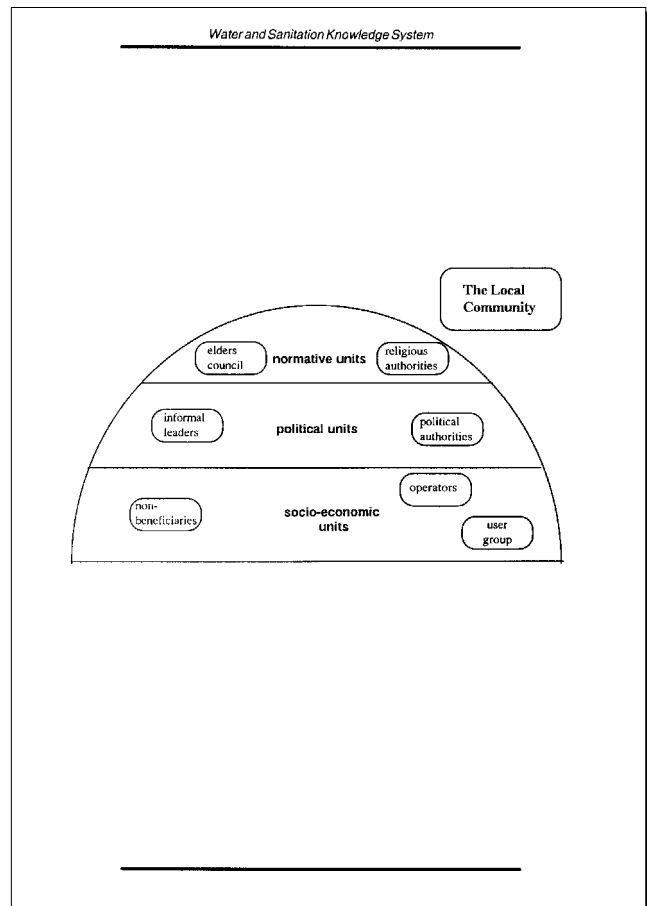 Water and Sanitation Knowledge System
The Local
Community
elders
council
normative units
religious
authorities
informal
leaders
political units
political
authorities
operators
non-
beneficiaries
socio-economic
units
user
group